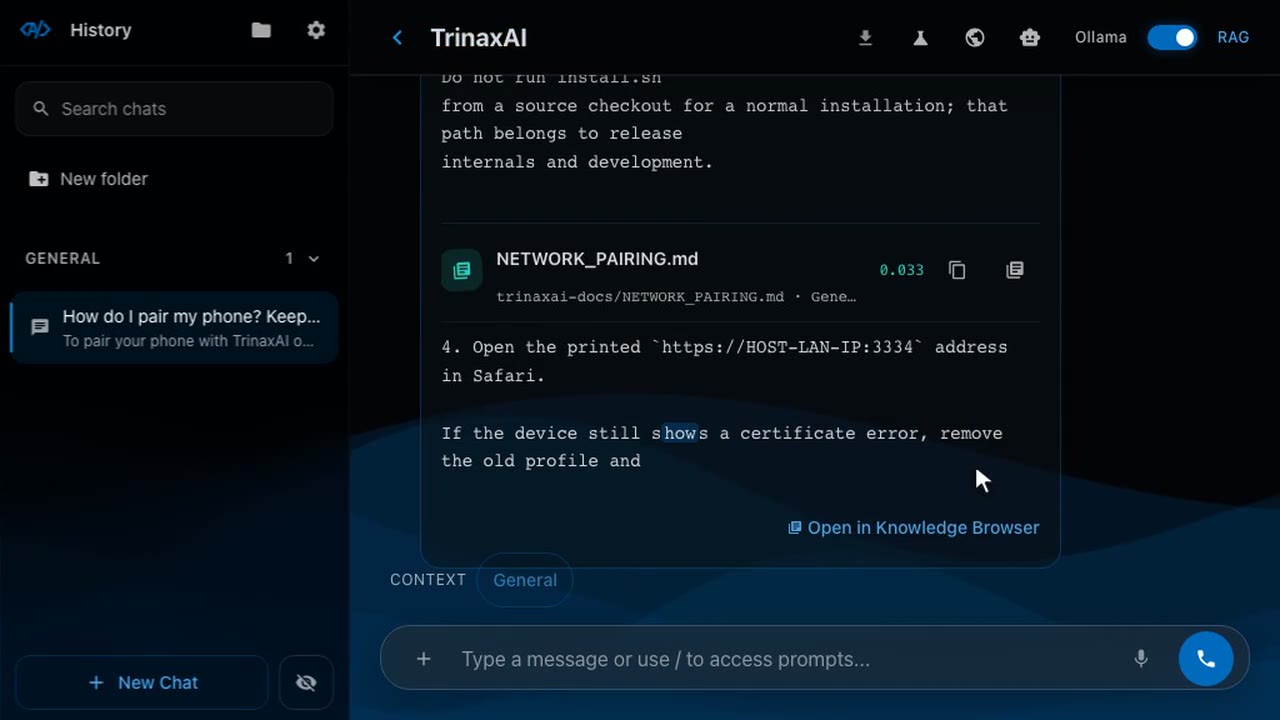 History
Search chats
New folder
GENERAL 1
How do I pair my phone? Keep...
To pair your phone with TrinaxAI o...
New Chat
TrinaxAI
Ollama RAG
Do not run install.sh
from a source checkout for a normal installation; that
path belongs to release
internals and development.
NETWORK_PAIRING.md
0.033
trinaxai-docs/NETWORK_PAIRING.md · Gene…
4. Open the printed `https://HOST-LAN-IP:3334` address
in Safari.
If the device still shows a certificate error, remove
the old profile and
Open in Knowledge Browser
CONTEXT General
Type a message or use / to access prompts...